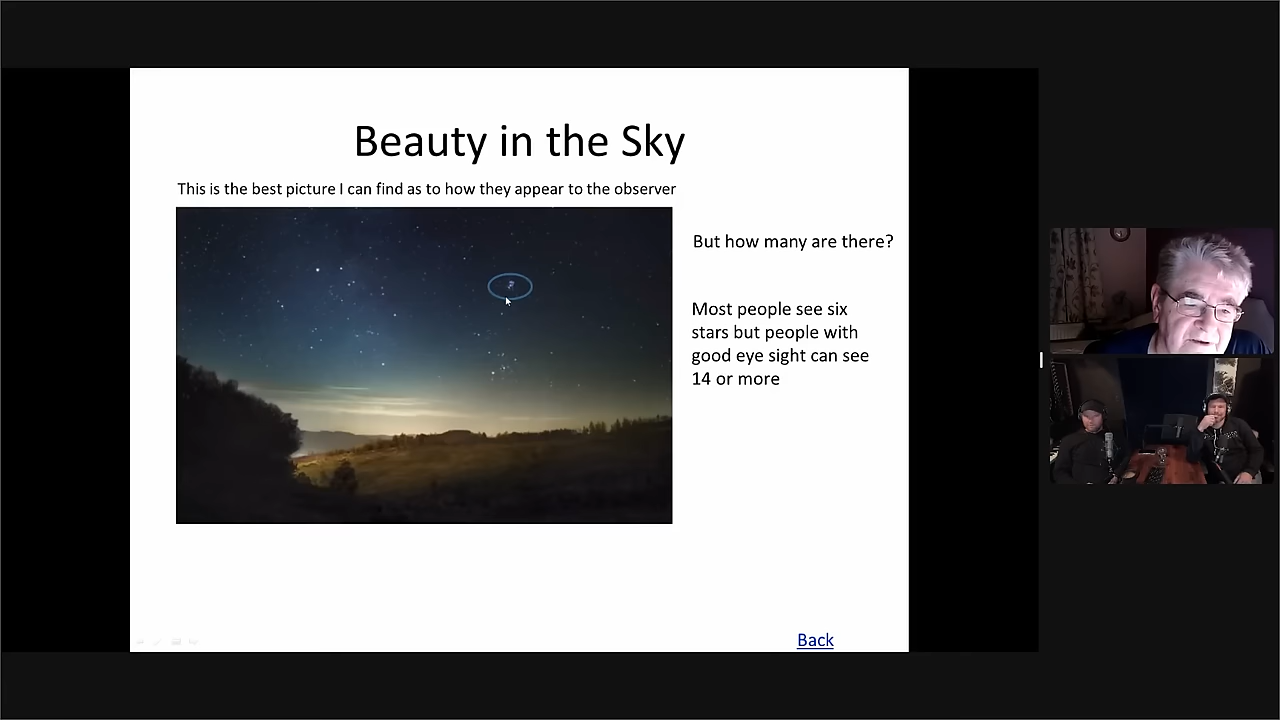 Beauty in the Sky
This is the best picture I can find as to how they appear to the observer
But how many are there?
Most people see six
stars but people with
good eye sight can see
14 or more
Back